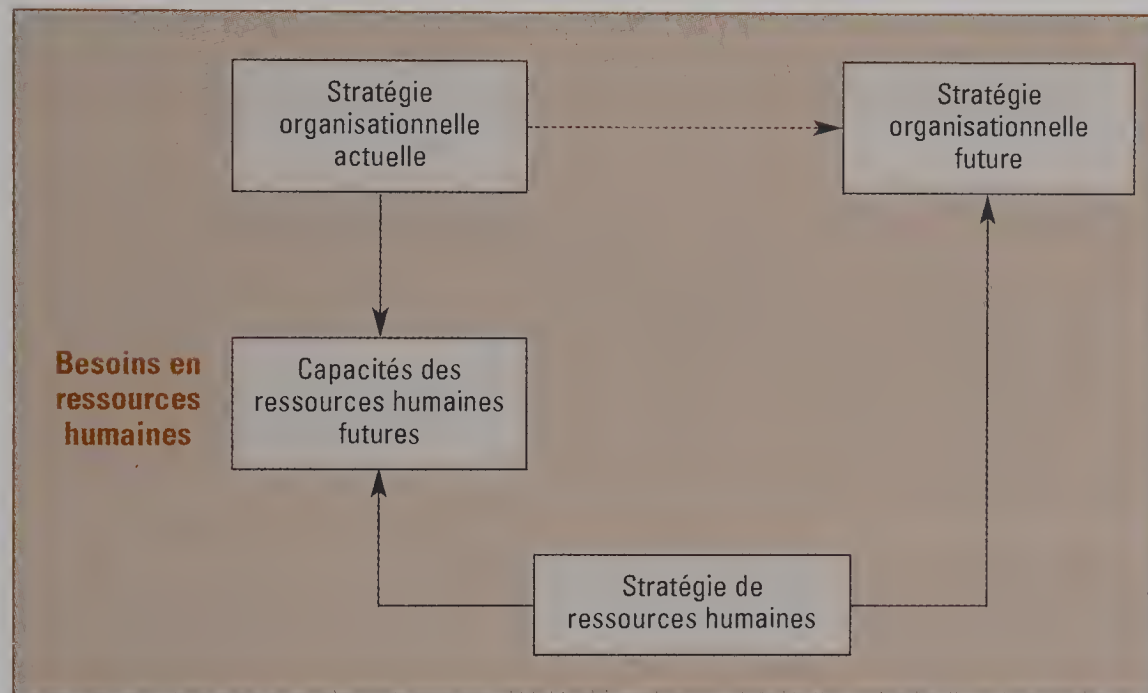 Stratégie
organisationnelle
actuelle
Stratégie
organisationnelle
future
Besoins en
ressources
humaines
Capacités des
ressources humaines
futures
Stratégie de
ressources humaines